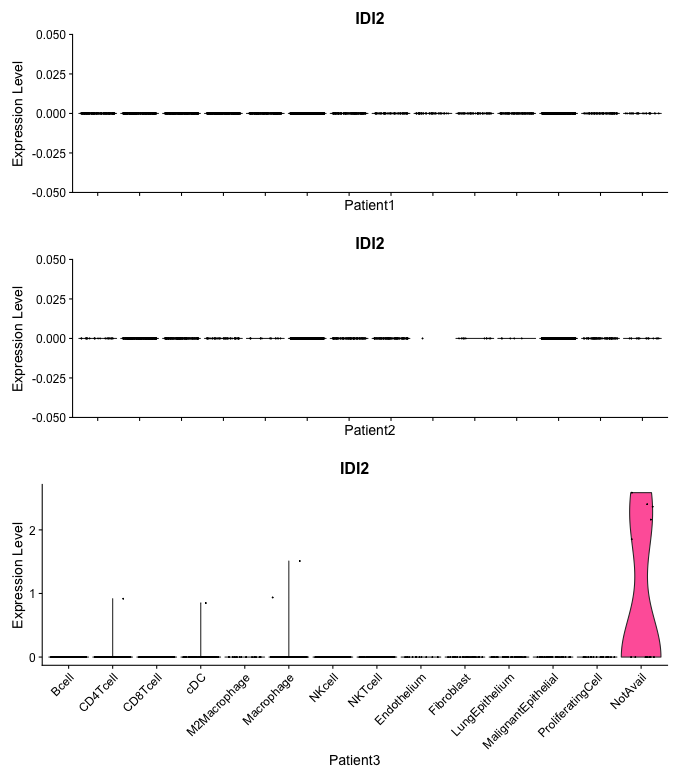 IDI2
Expression Level
0.050
0.025
0.000
-0.025
-0.050
Patient1
IDI2
Expression Level
0.050
0.025
0.000
-0.025
-0.050
Patient2
IDI2
Expression Level
2
1
0
Bcell
CD4Tcell
CD8Tcell
cDC
M2Macrophage
Macrophage
NKcell
NKTcell
Endothelium
Fibroblast
LungEpithelium
MalignantEpithelial
ProliferatingCell
NotAvail
Patient3